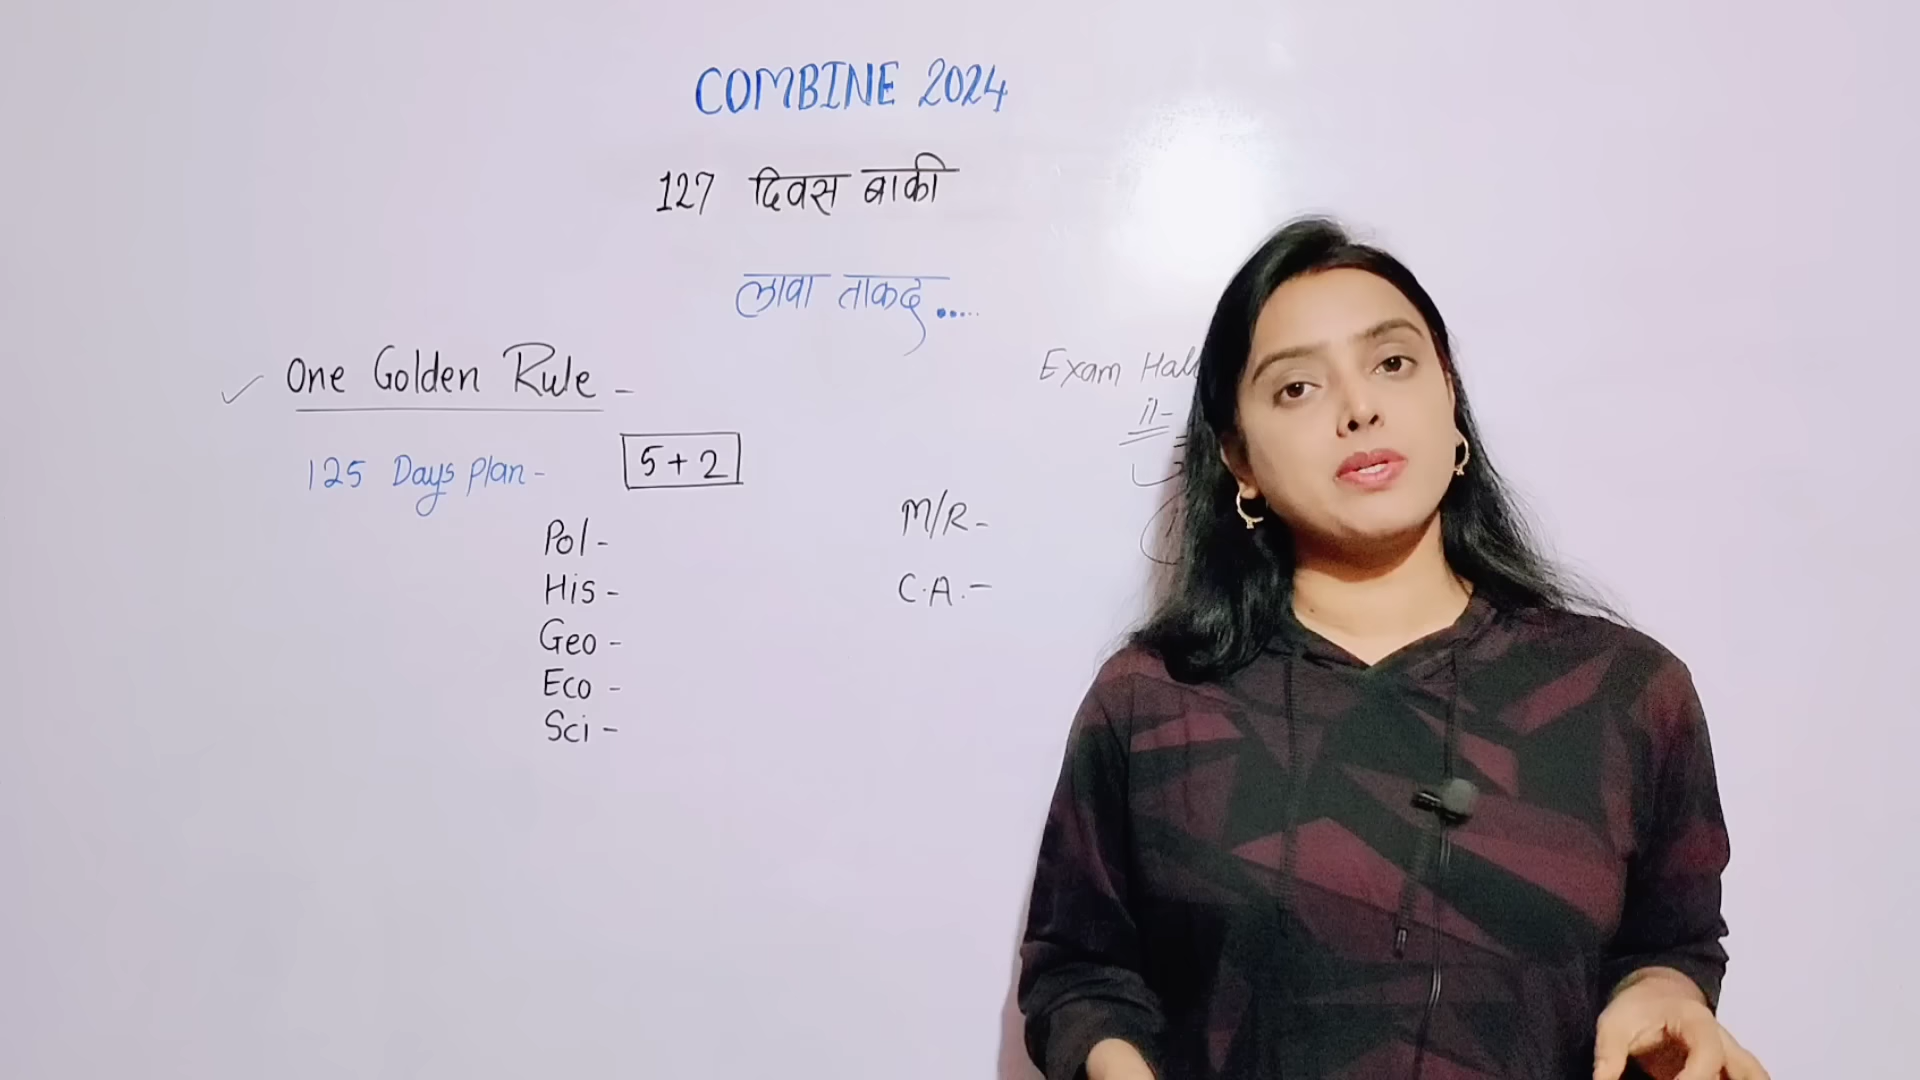 COMBINE 2024
127 दिवस बाकी
लावा ताकद.....
One Golden Rule -
125 Days Plan - 5 + 2
Pol -
His -
Geo -
Eco -
Sci -
Exam Hall
M/R -
C.A. -